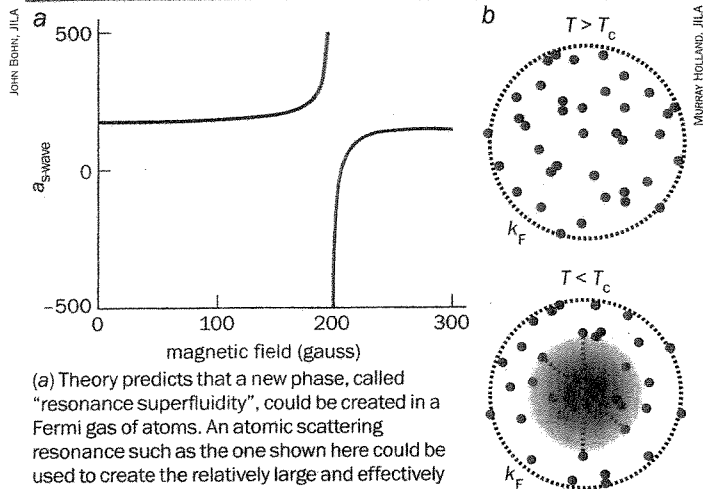 JOHN BOHN, JILA
a
500
0
−500
a s-wave
0
100
200
300
magnetic field (gauss)
(a) Theory predicts that a new phase, called
“resonance superfluidity”, could be created in a
Fermi gas of atoms. An atomic scattering
resonance such as the one shown here could be
used to create the relatively large and effectively
b
T > Tc
kF
T < Tc
kF
MURRAY HOLLAND, JILA